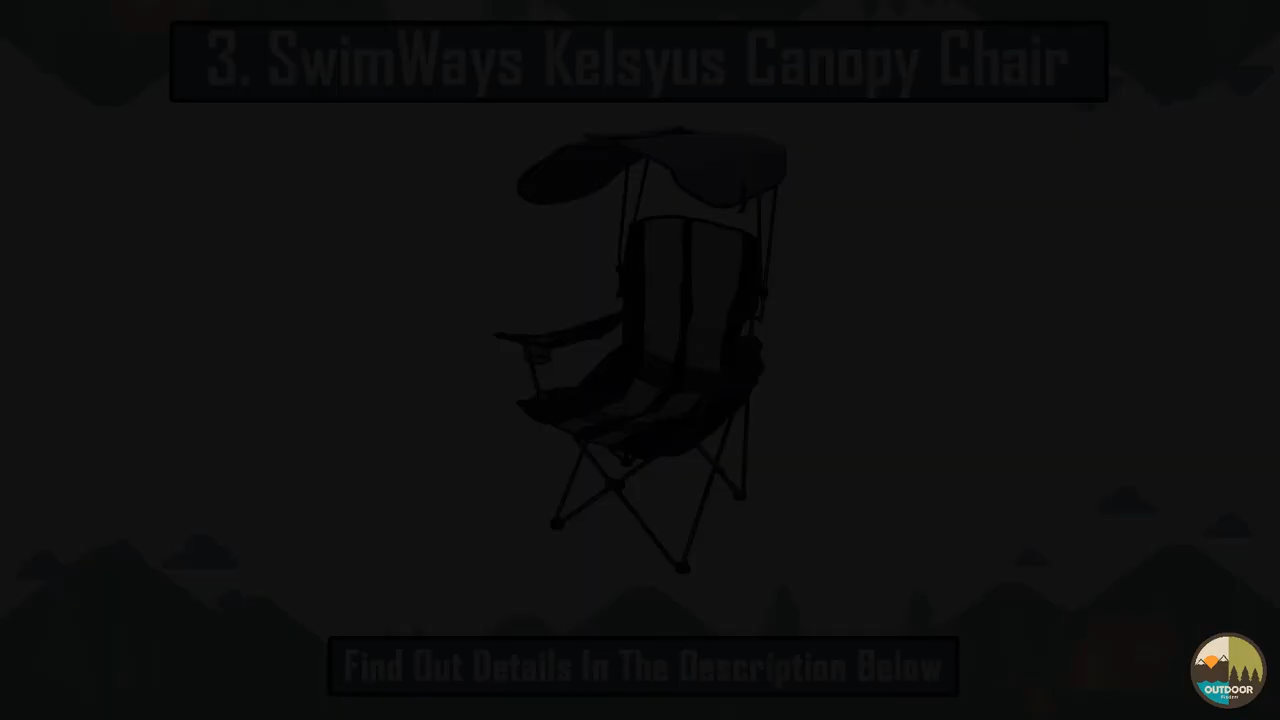 3. SwimWays Kelsyus Canopy Chair
Find Out Details In The Description Below
OUTDOOR